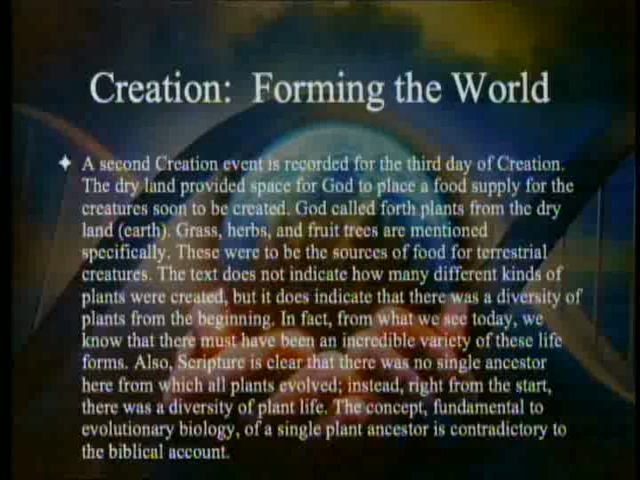 Creation: Forming the World
✦ A second Creation event is recorded for the third day of Creation.
The dry land provided space for God to place a food supply for the
creatures soon to be created. God called forth plants from the dry
land (earth). Grass, herbs, and fruit trees are mentioned
specifically. These were to be the sources of food for terrestrial
creatures. The text does not indicate how many different kinds of
plants were created, but it does indicate that there was a diversity of
plants from the beginning. In fact, from what we see today, we
know that there must have been an incredible variety of these life
forms. Also, Scripture is clear that there was no single ancestor
here from which all plants evolved; instead, right from the start,
there was a diversity of plant life. The concept, fundamental to
evolutionary biology, of a single plant ancestor is contradictory to
the biblical account.